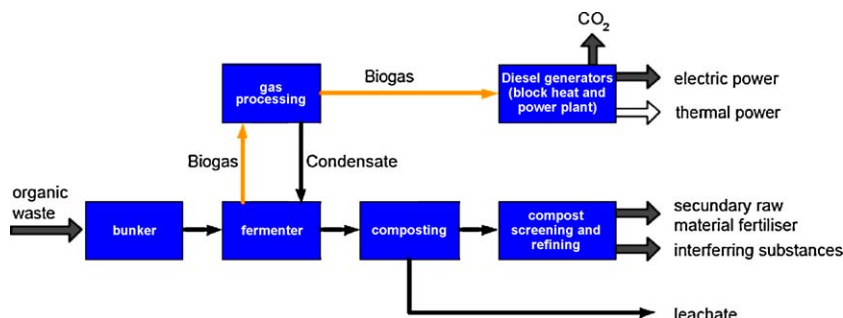 CO2
gas
processing
Biogas
Diesel generators
(block heat and
power plant)
electric power
thermal power
Biogas
Condensate
organic
waste
bunker
fermenter
composting
compost
screening and
refining
secundary raw
material fertiliser
interferring substances
leachate